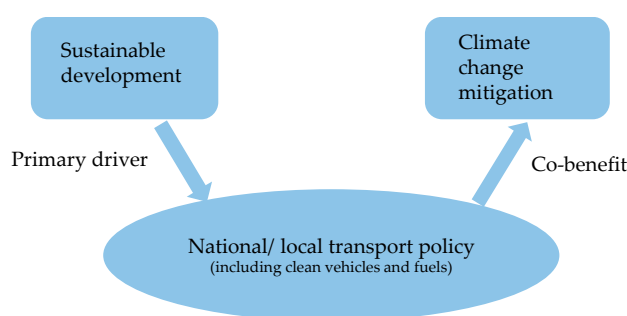 Sustainable
development
Climate
change
mitigation
Primary driver
Co-benefit
National/ local transport policy
(including clean vehicles and fuels)